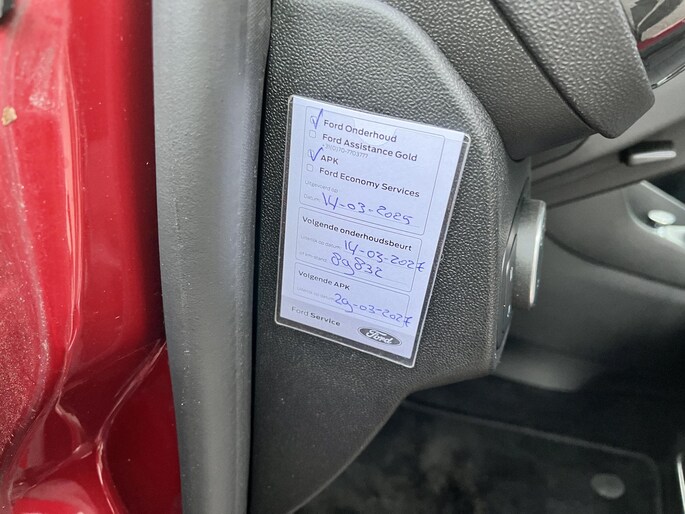 Ford Onderhoud
Ford Assistance Gold
APK
Ford Economy Services
Datum: 14-03-2025
Volgende onderhoudsbeurt
14-03-2027
89832
Volgende APK
29-03-2027
Ford Service
Ford